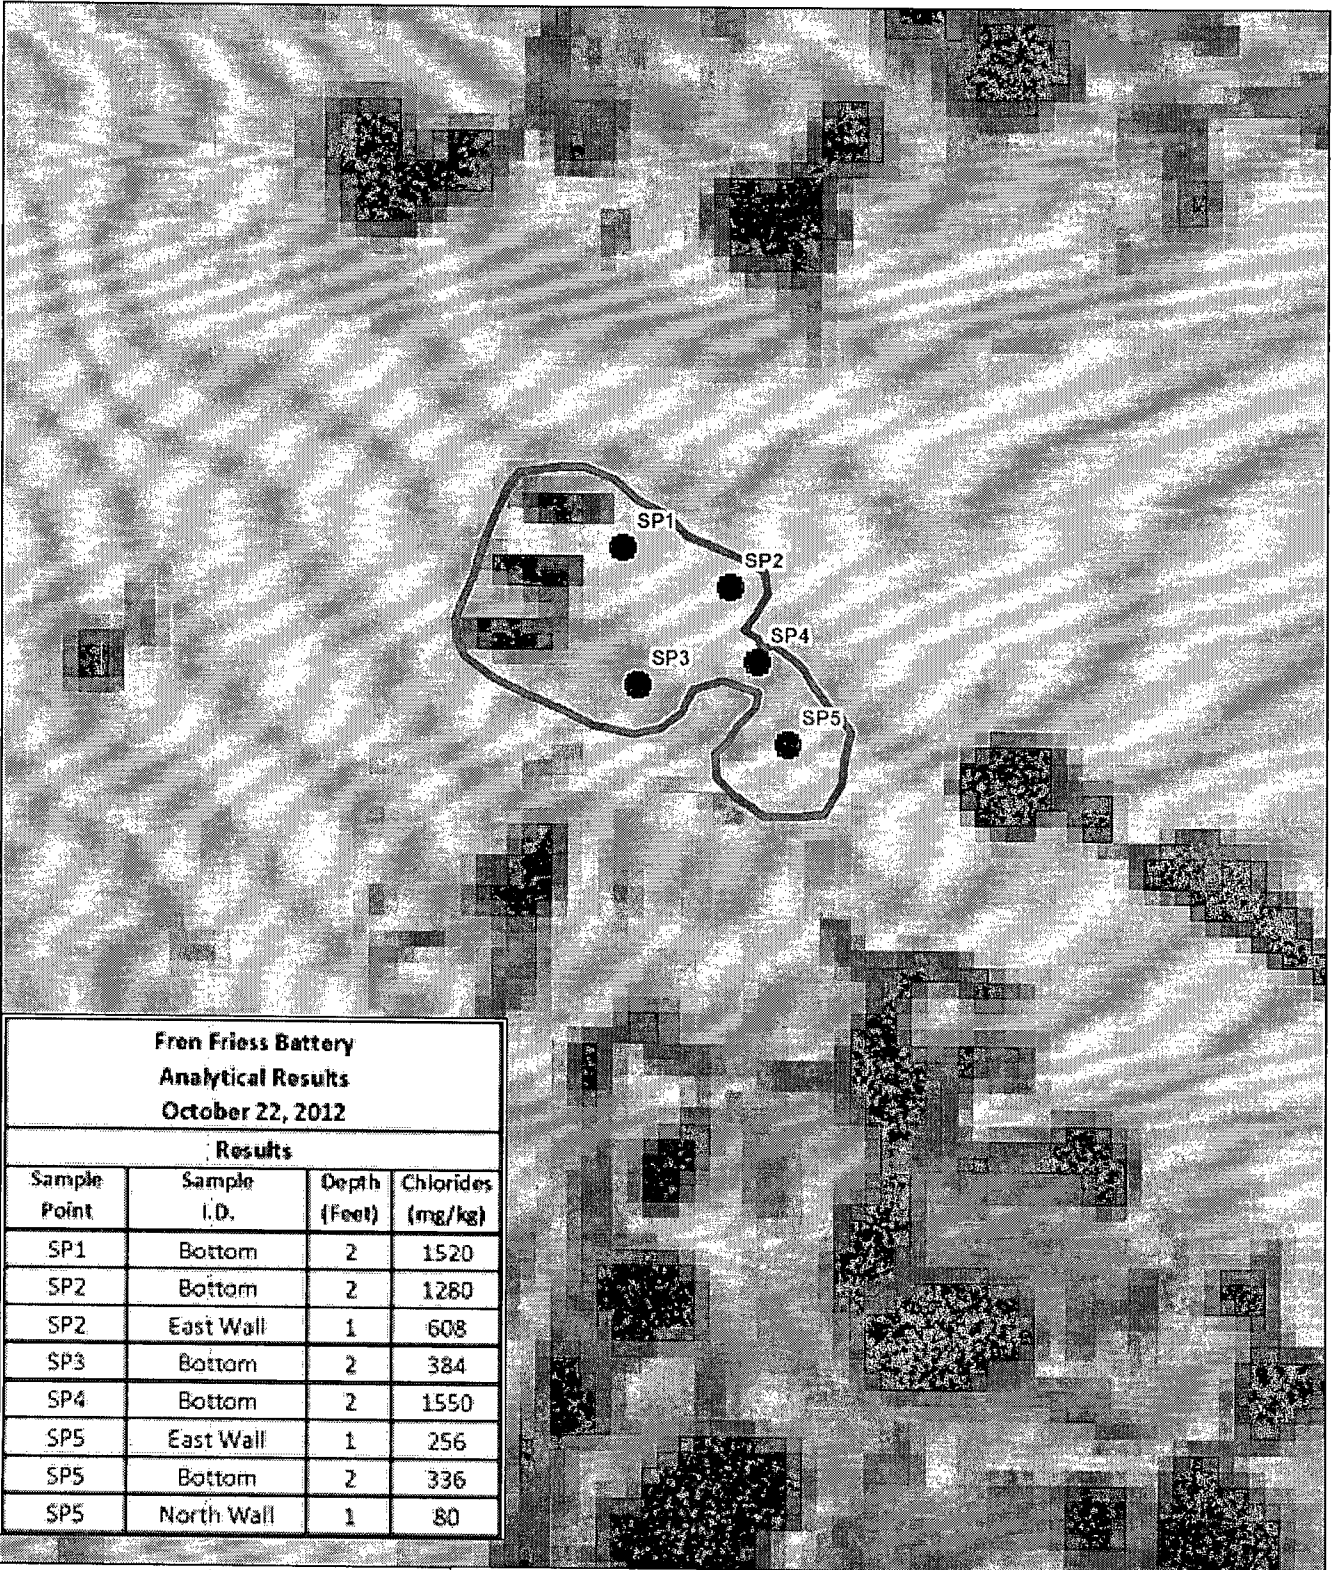 SP1
SP2
SP4
SP3
SP5
Fren Friess Battery
Analytical Results
October 22, 2012
Results
Sample Point Sample I.D. Depth (Feet) Chlorides (mg/kg)
SP1 Bottom 2 1520
SP2 Bottom 2 1280
SP2 East Wall 1 608
SP3 Bottom 2 384
SP4 Bottom 2 1550
SP5 East Wall 1 256
SP5 Bottom 2 336
SP5 North Wall 1 80